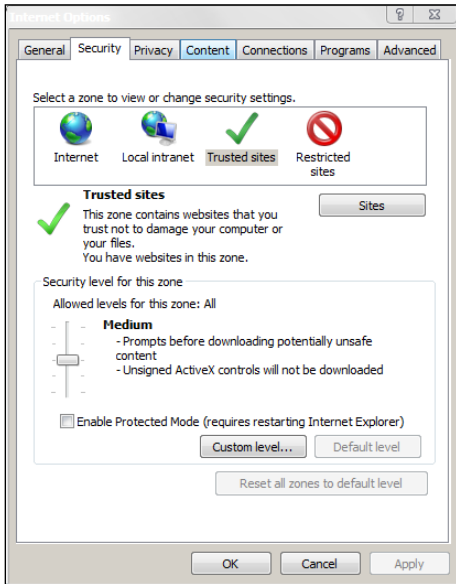 Internet Options
General Security Privacy Content Connections Programs Advanced
Select a zone to view or change security settings.
Internet Local intranet Trusted sites Restricted
sites
Trusted sites
Sites
This zone contains websites that you
trust not to damage your computer or
your files.
You have websites in this zone.
Security level for this zone
Allowed levels for this zone: All
Medium
- Prompts before downloading potentially unsafe
content
- Unsigned ActiveX controls will not be downloaded
Enable Protected Mode (requires restarting Internet Explorer)
Custom level... Default level
Reset all zones to default level
OK Cancel Apply